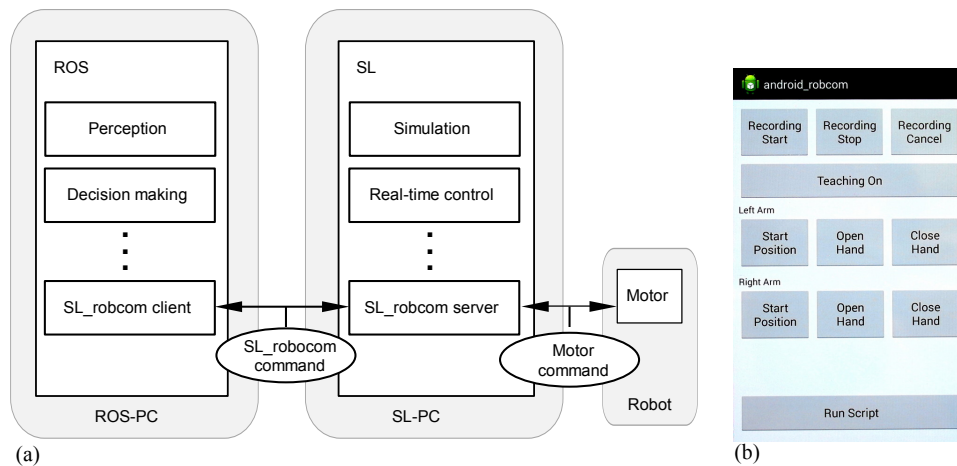 ROS
Perception
Decision making
SL_robcom client
ROS-PC
SL_robocom
command
SL
Simulation
Real-time control
SL_robcom server
SL-PC
Motor
command
Motor
Robot
(a)
android_robcom
Recording
Start
Recording
Stop
Recording
Cancel
Teaching On
Left Arm
Start
Position
Open
Hand
Close
Hand
Right Arm
Start
Position
Open
Hand
Close
Hand
Run Script
(b)